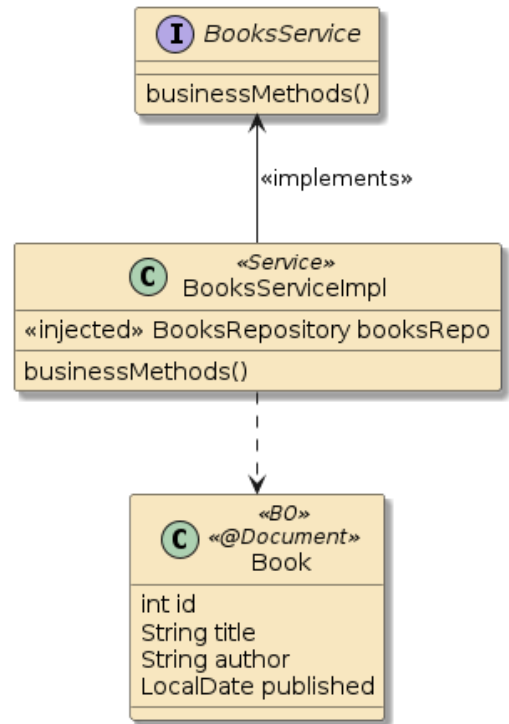 I BooksService
businessMethods()
«implements»
«Service»
C BooksServiceImpl
«injected» BooksRepository booksRepo
businessMethods()
«BO»
«@Document»
C Book
int id
String title
String author
LocalDate published